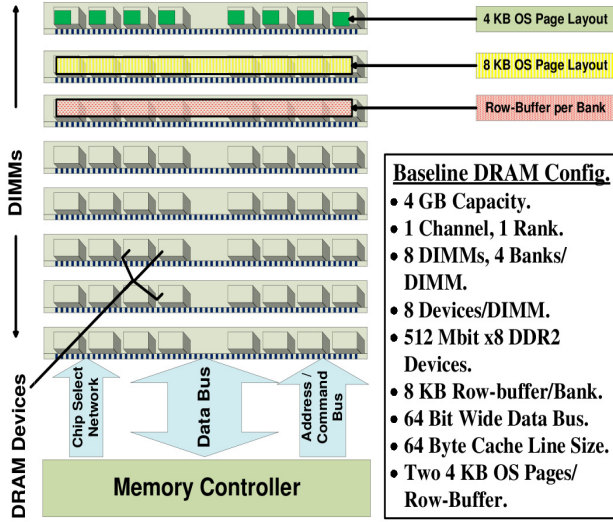 4 KB OS Page Layout
8 KB OS Page Layout
Row-Buffer per Bank
DIMMs
DRAM Devices
Chip Select
Network
Data Bus
Address /
Command
Bus
Memory Controller
Baseline DRAM Config.
• 4 GB Capacity.
• 1 Channel, 1 Rank.
• 8 DIMMs, 4 Banks/
DIMM.
• 8 Devices/DIMM.
• 512 Mbit x8 DDR2
Devices.
• 8 KB Row-buffer/Bank.
• 64 Bit Wide Data Bus.
• 64 Byte Cache Line Size.
• Two 4 KB OS Pages/
Row-Buffer.